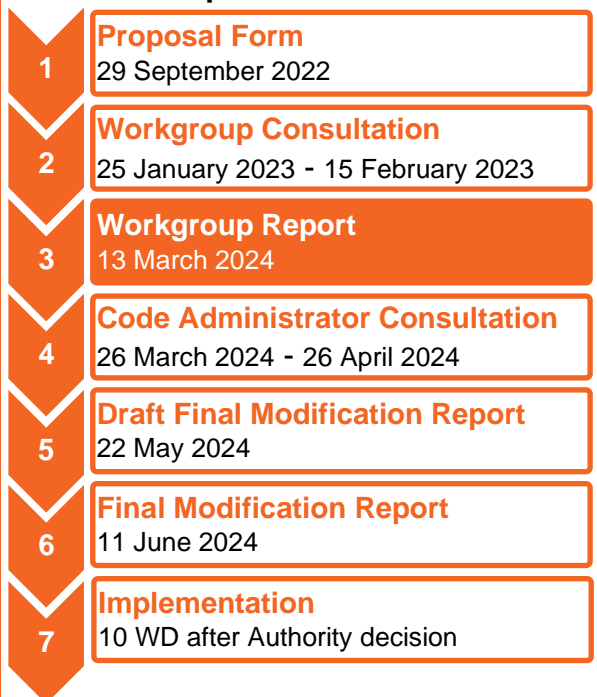 1
Proposal Form
29 September 2022
2
Workgroup Consultation
25 January 2023 - 15 February 2023
3
Workgroup Report
13 March 2024
4
Code Administrator Consultation
26 March 2024 - 26 April 2024
5
Draft Final Modification Report
22 May 2024
6
Final Modification Report
11 June 2024
7
Implementation
10 WD after Authority decision